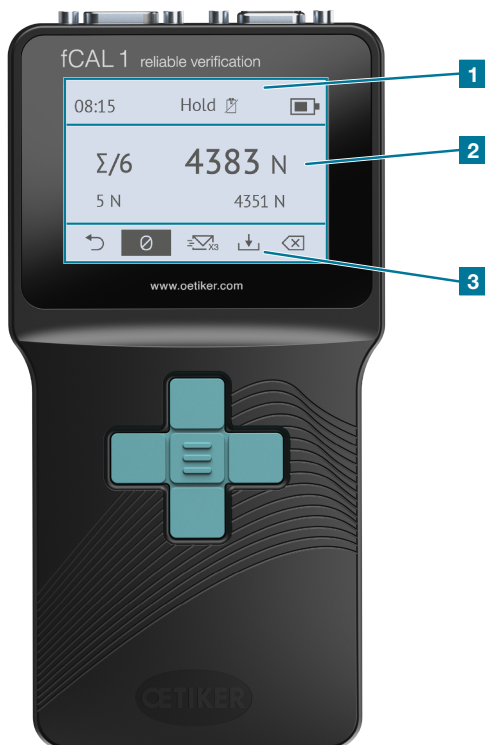 fCAL 1 reliable verification
1
08:15 Hold
2
Σ/6 4383 N
5 N 4351 N
X3
3
www.oetiker.com
OETIKER